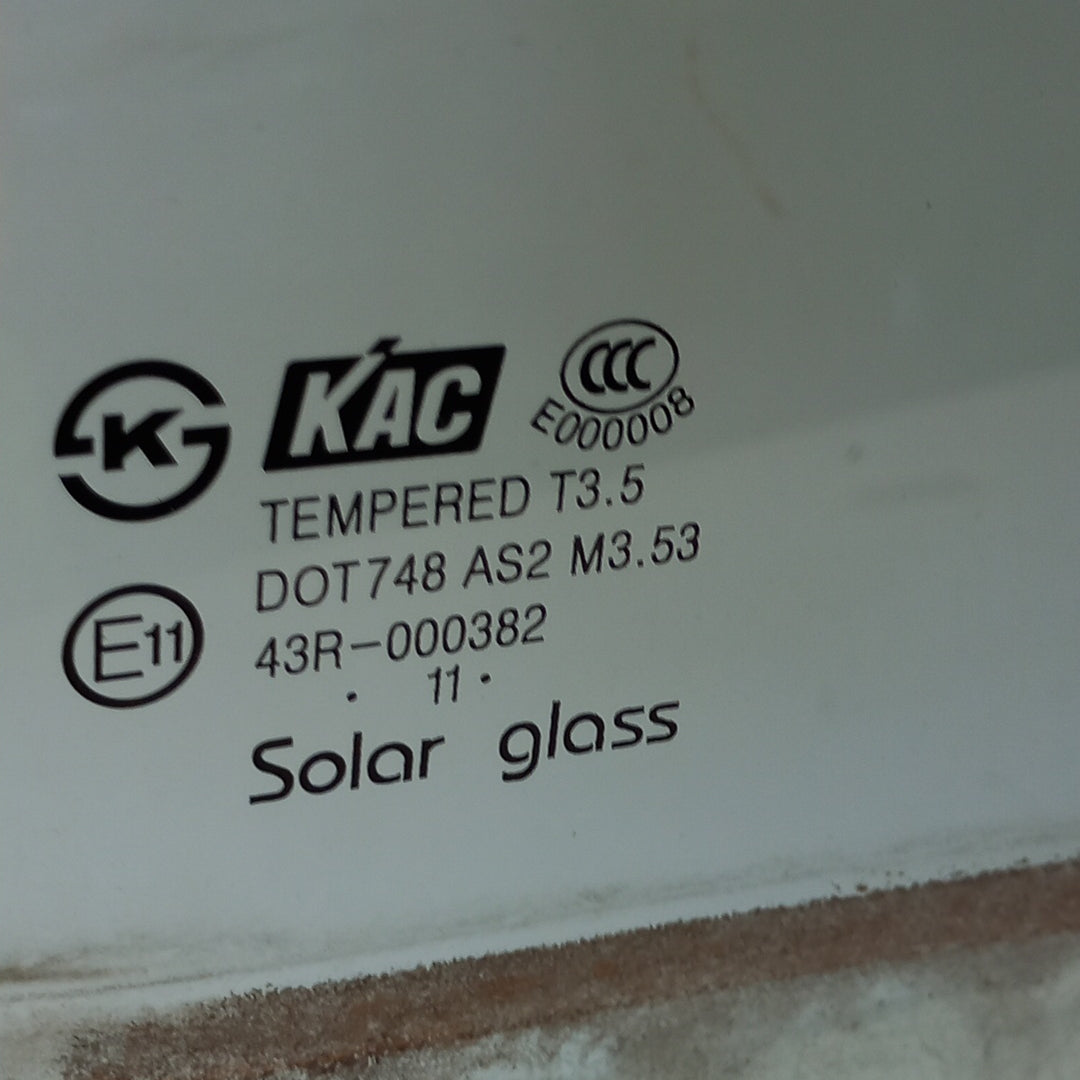 K
KAC
CCC
E000008
TEMPERED T3.5
DOT748 AS2 M3.53
E11
43R-000382
. 11 .
Solar glass